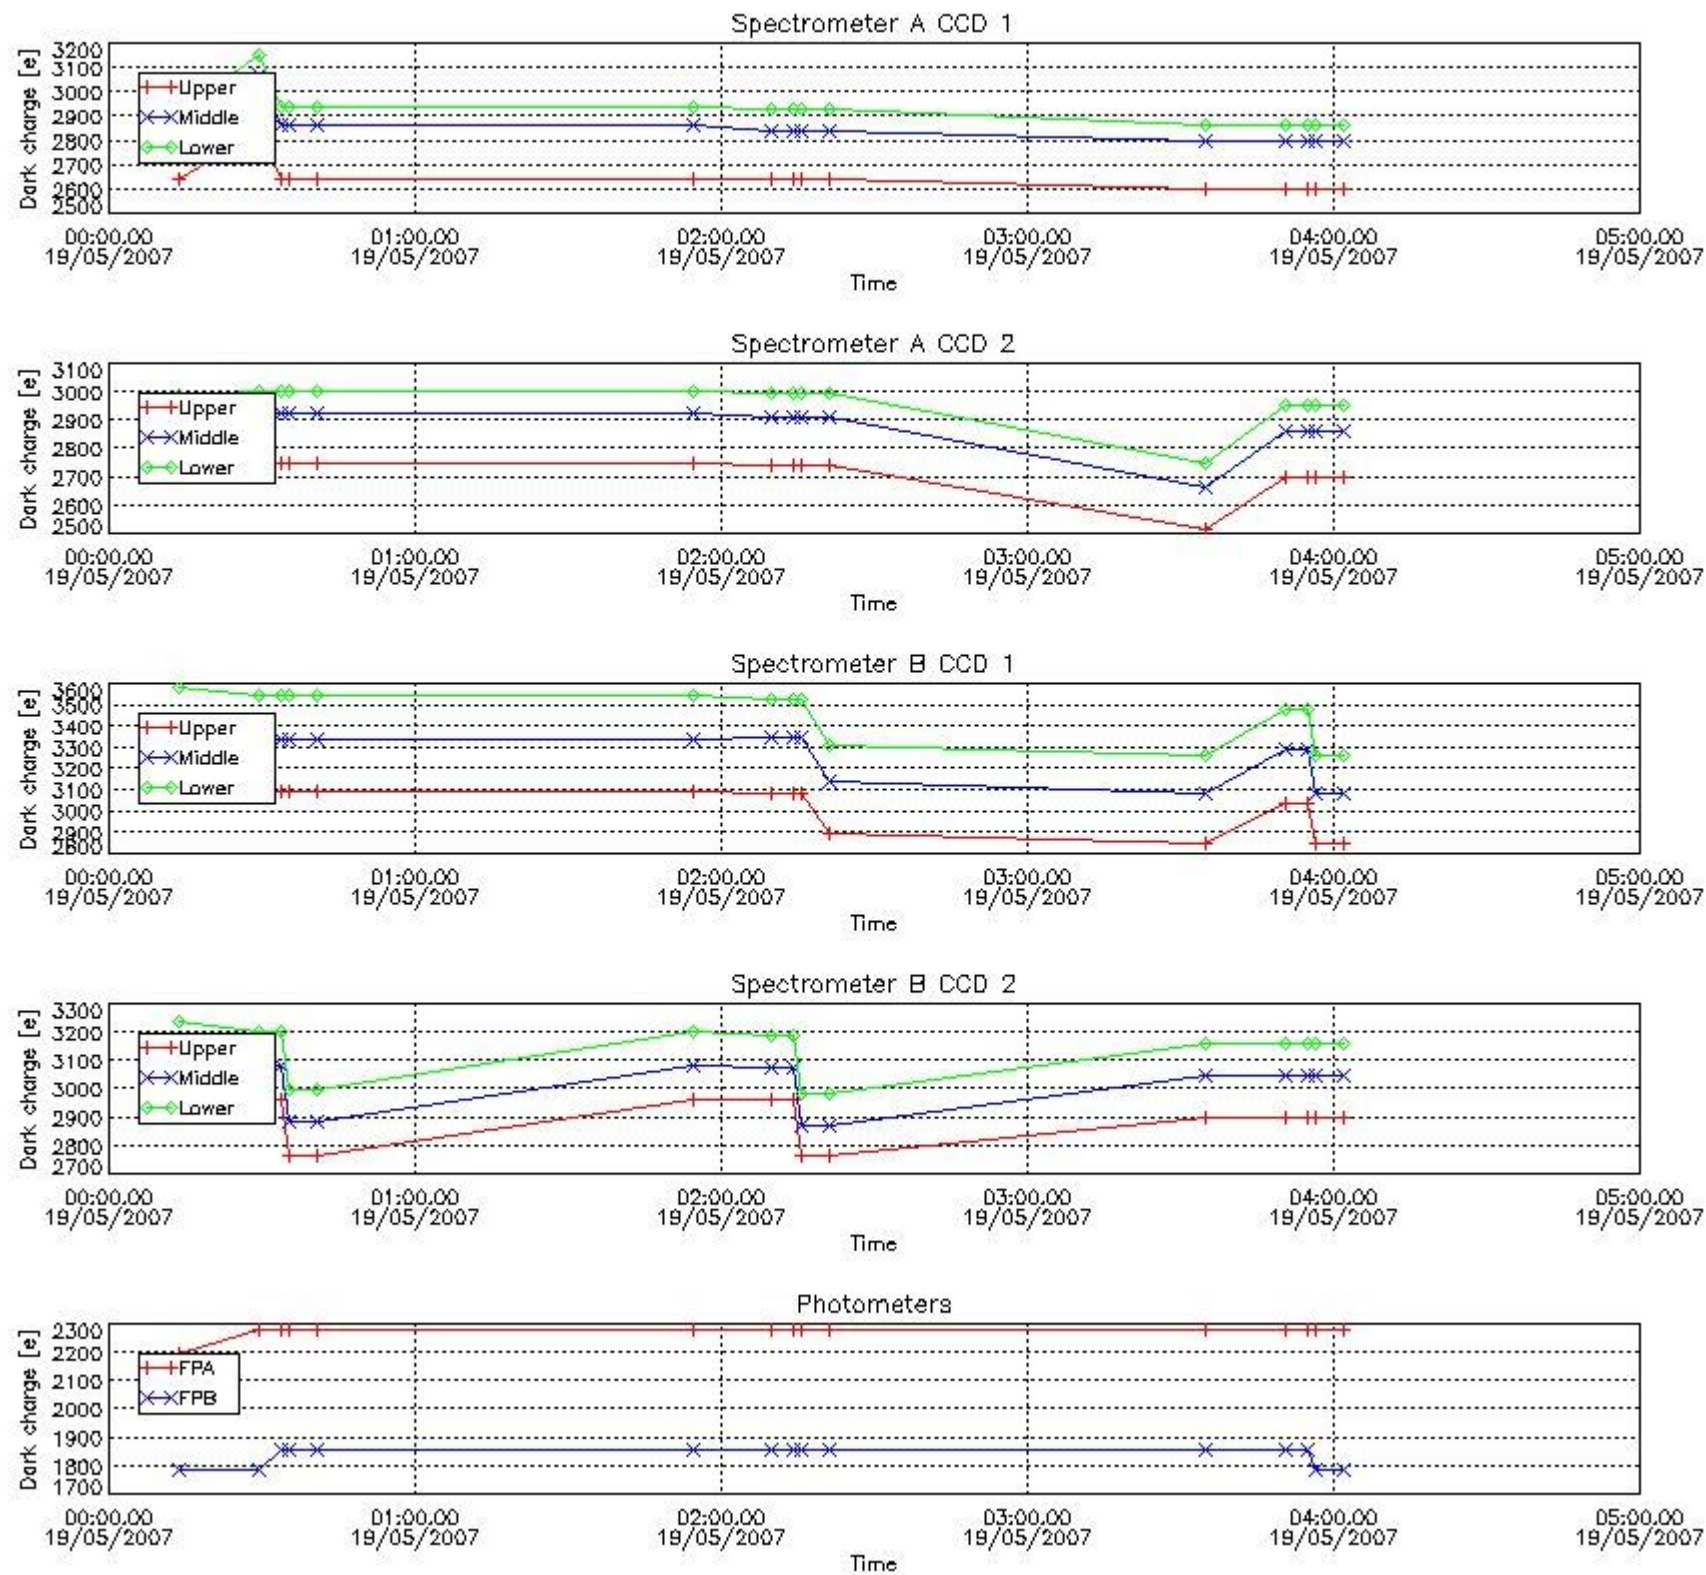 Spectrometer A CCD 1
Dark charge [e]
3200
3100
3000
2900
2800
2700
2600
2500
Upper
Middle
Lower
00:00.00 01:00.00 02:00.00 03:00.00 04:00.00 05:00.00
19/05/2007 19/05/2007 19/05/2007 19/05/2007 19/05/2007 19/05/2007
Time
Spectrometer A CCD 2
Dark charge [e]
3100
3000
2900
2800
2700
2600
2500
Upper
Middle
Lower
00:00.00 01:00.00 02:00.00 03:00.00 04:00.00 05:00.00
19/05/2007 19/05/2007 19/05/2007 19/05/2007 19/05/2007 19/05/2007
Time
Spectrometer B CCD 1
Dark charge [e]
3600
3500
3400
3300
3200
3100
3000
2900
2800
Upper
Middle
Lower
00:00.00 01:00.00 02:00.00 03:00.00 04:00.00 05:00.00
19/05/2007 19/05/2007 19/05/2007 19/05/2007 19/05/2007 19/05/2007
Time
Spectrometer B CCD 2
Dark charge [e]
3300
3200
3100
3000
2900
2800
2700
Upper
Middle
Lower
00:00.00 01:00.00 02:00.00 03:00.00 04:00.00 05:00.00
19/05/2007 19/05/2007 19/05/2007 19/05/2007 19/05/2007 19/05/2007
Time
Photometers
Dark charge [e]
2300
2200
2100
2000
1900
1800
1700
FPA
FPB
00:00.00 01:00.00 02:00.00 03:00.00 04:00.00 05:00.00
19/05/2007 19/05/2007 19/05/2007 19/05/2007 19/05/2007 19/05/2007
Time